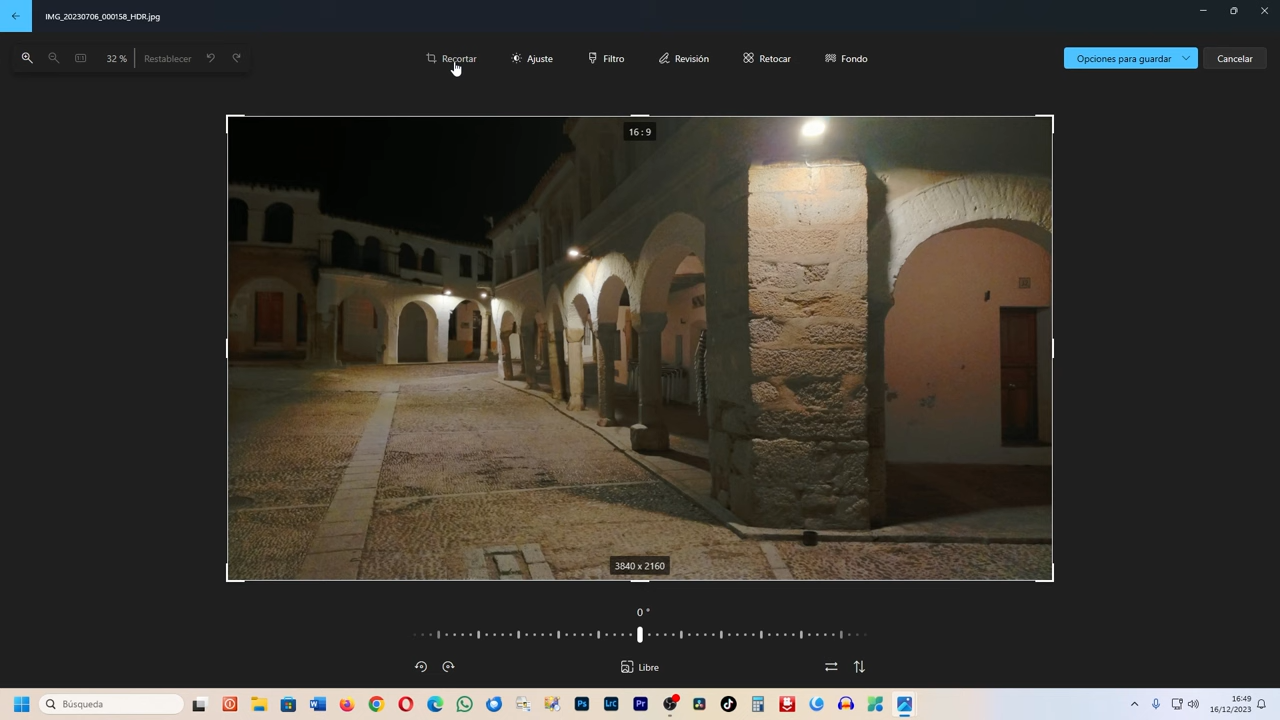 IMG_20230706_000158_HDR.jpg
32 %
Restablecer
Recortar
Ajuste
Filtro
Revisión
Retocar
Fondo
Opciones para guardar
Cancelar
16 : 9
3840 x 2160
0 °
Libre
Búsqueda
16:49
16/12/2023